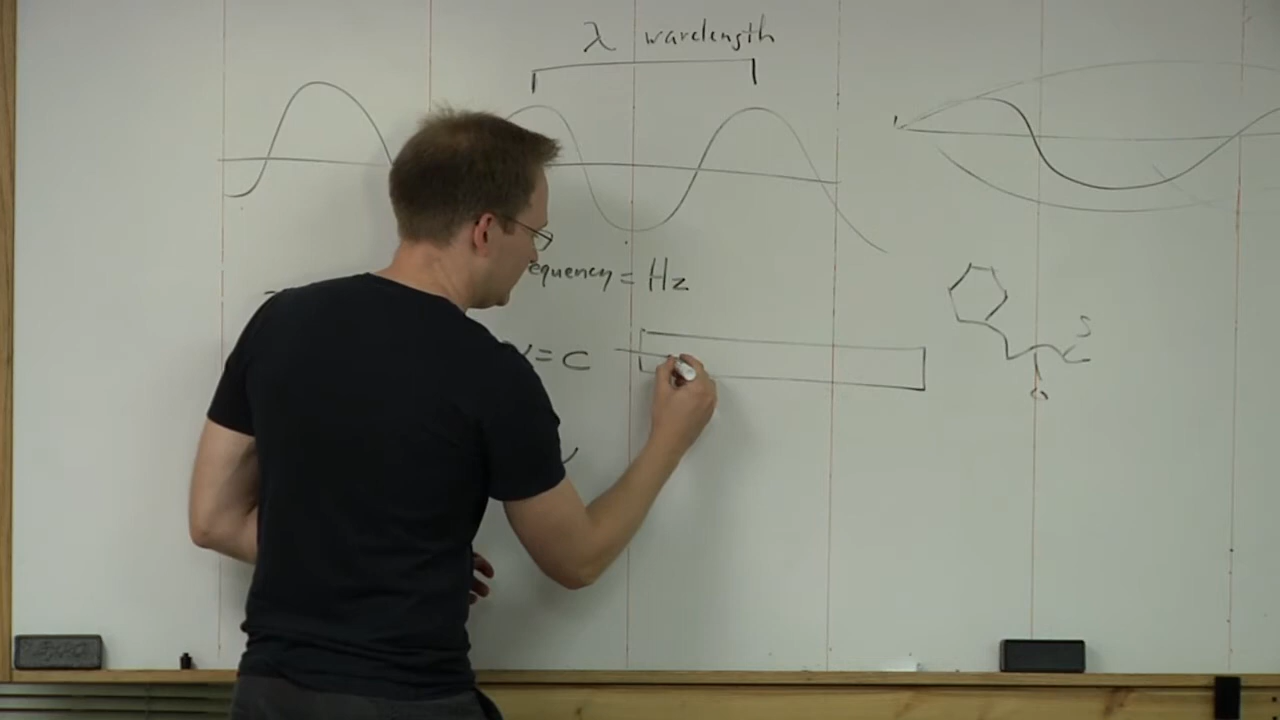 λ wavelength
equency = Hz
ν = c
S
O